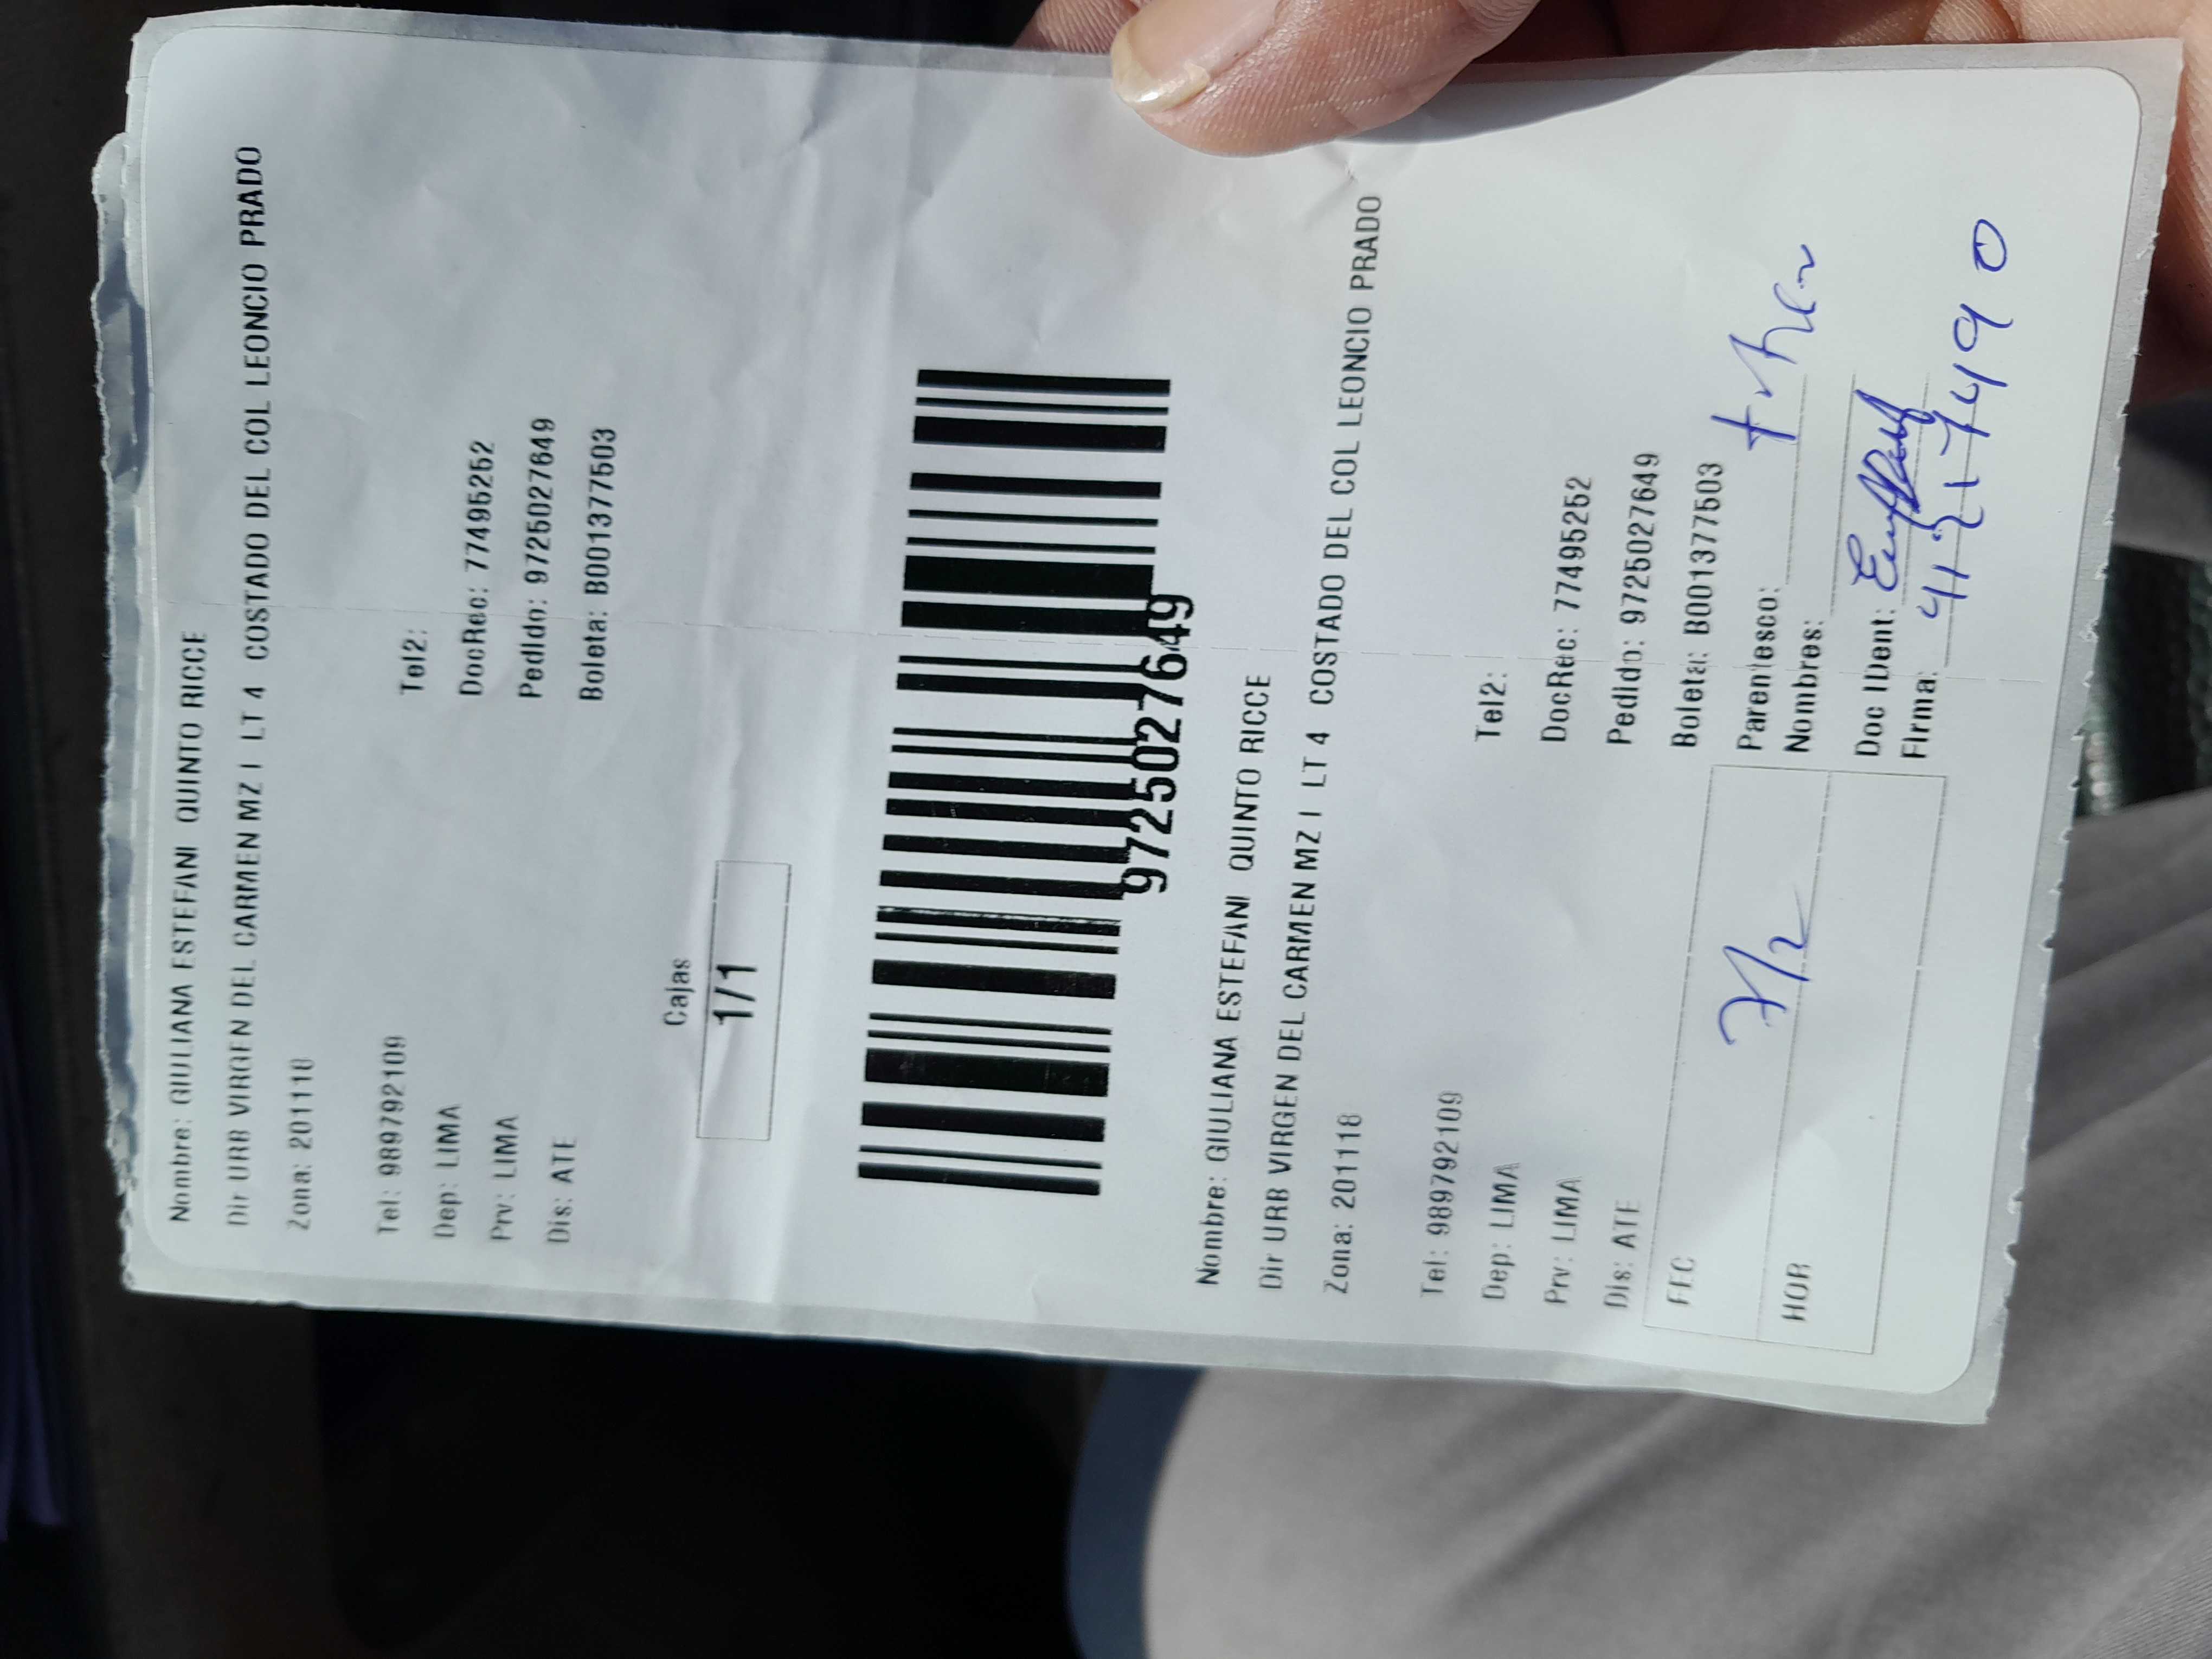 Nombre: GIULIANA ESTEFANI QUINTO RICCE
Dir URB VIRGEN DEL CARMEN MZ I LT 4 COSTADO DEL COL LEONCIO PRADO
Zona: 201118
Tel: 989792109 Tel2:
Dep: LIMA DocRec: 77495252
Prv: LIMA Pedido: 9725027649
Dis: ATE Boleta: B001377503
Cajas
1/1
9725027649
Nombre: GIULIANA ESTEFANI QUINTO RICCE
Dir URB VIRGEN DEL CARMEN MZ I LT 4 COSTADO DEL COL LEONCIO PRADO
Zona: 201118
Tel: 989792109 Tel2:
Dep: LIMA DocRec: 77495252
Prv: LIMA Pedido: 9725027649
Dis: ATE Boleta: B001377503
FEC Parentesco:
HOR Nombres:
Doc IDent:
Firma: